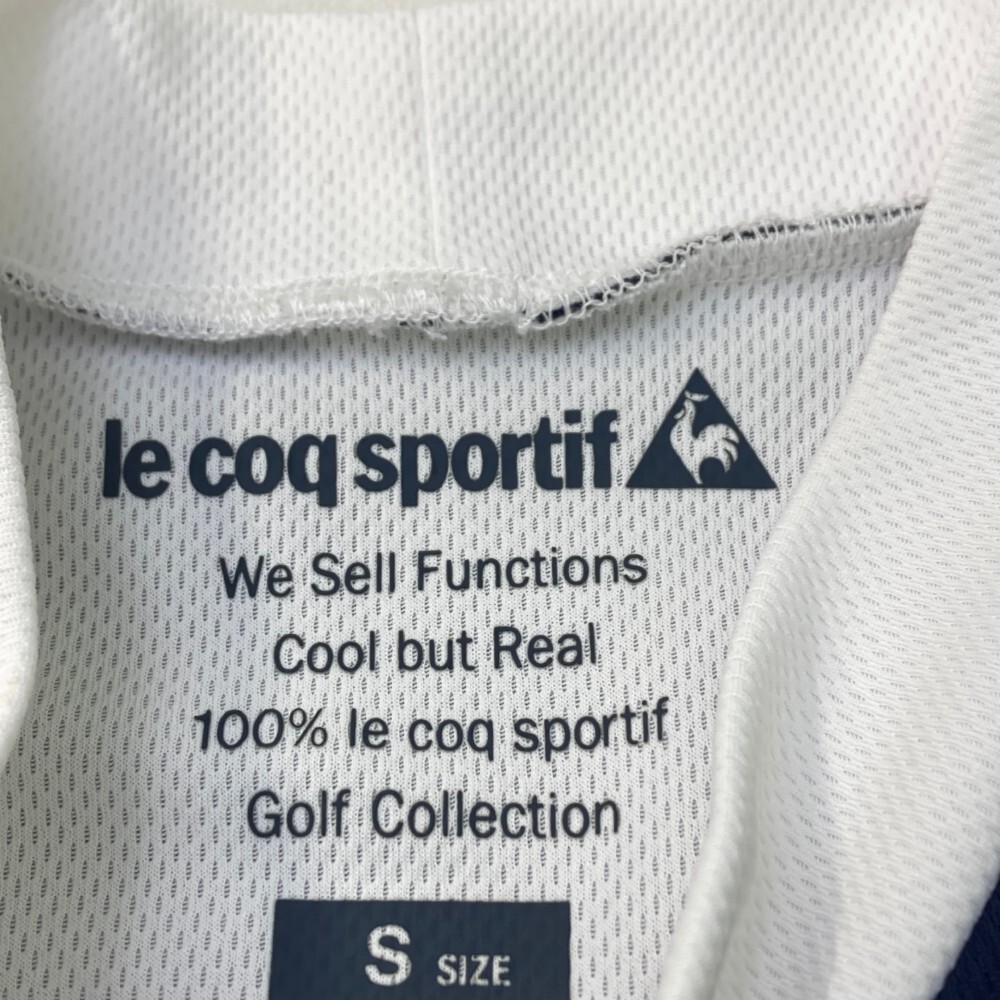 le coq sportif
We Sell Functions
Cool but Real
100% le coq sportif
Golf Collection
S SIZE